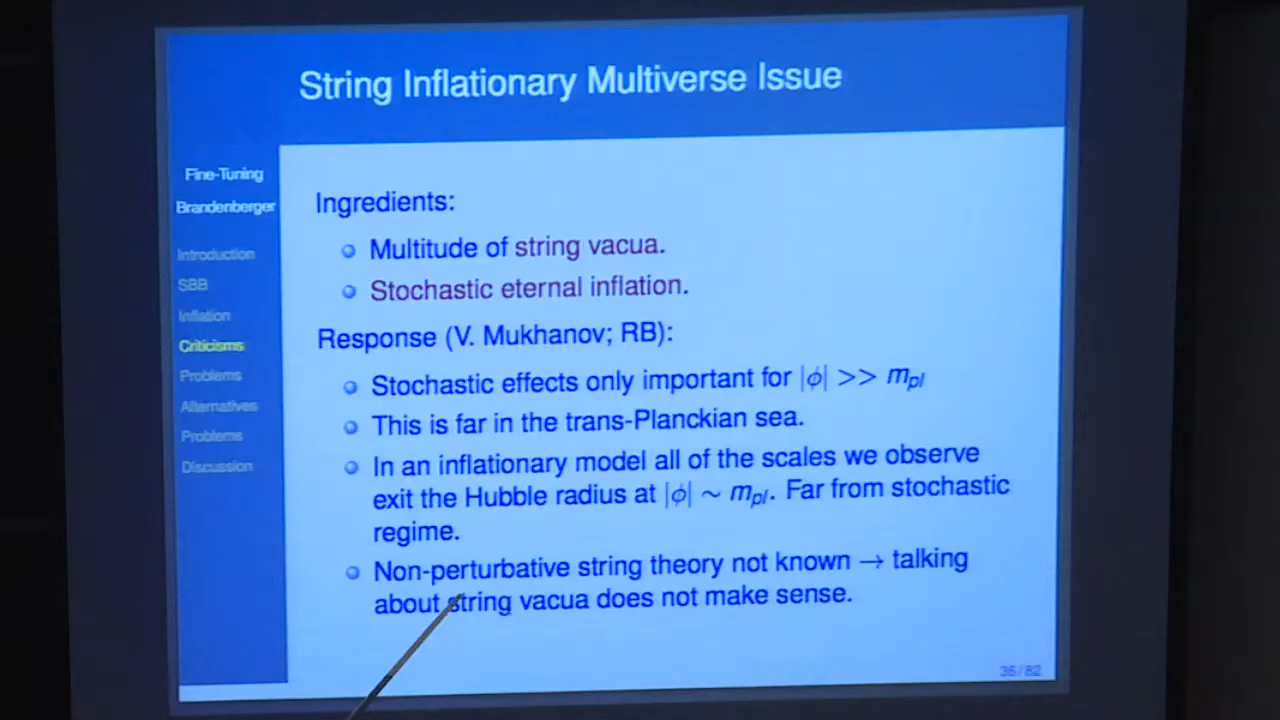 String Inflationary Multiverse Issue
Fine-Tuning
Brandenberger
Introduction
SBB
Inflation
Criticisms
Problems
Alternatives
Problems
Discussion
Ingredients:
Multitude of string vacua.
Stochastic eternal inflation.
Response (V. Mukhanov; RB):
Stochastic effects only important for |ϕ| >> m_pl
This is far in the trans-Planckian sea.
In an inflationary model all of the scales we observe
exit the Hubble radius at |ϕ| ~ m_pl. Far from stochastic
regime.
Non-perturbative string theory not known → talking
about string vacua does not make sense.
36 / 82